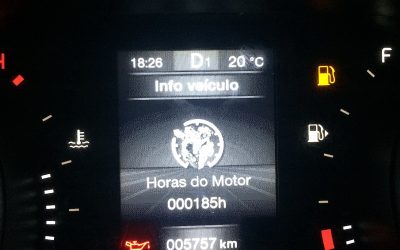 H
18:26 D1 20 °C
F
Info veículo
Horas do Motor
000185h
005757 km